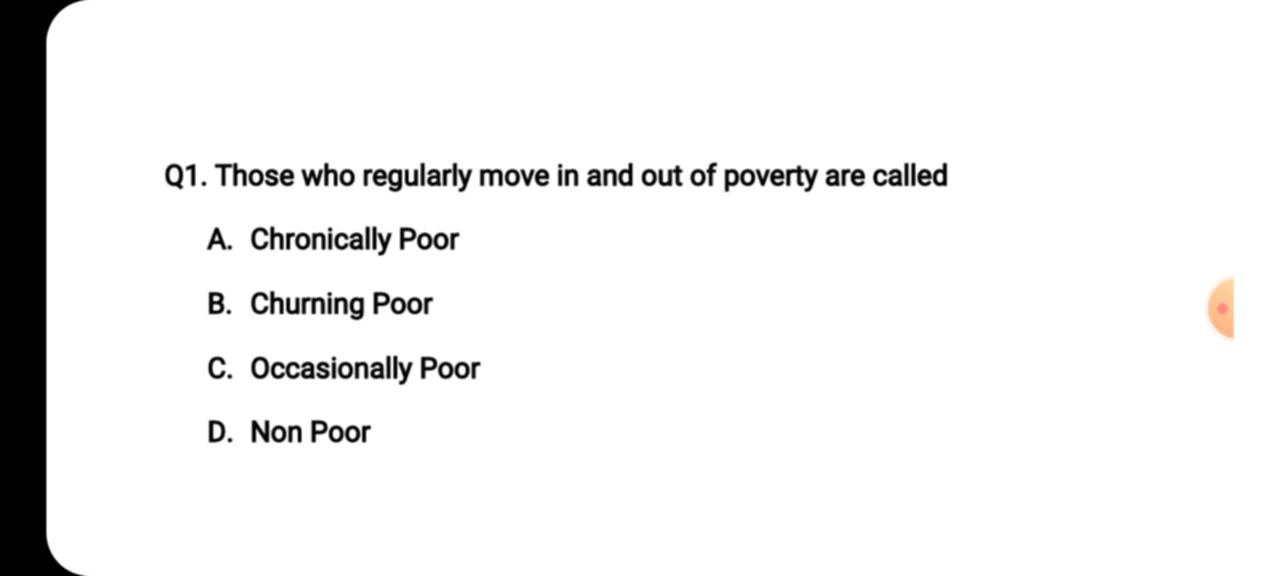 Q1. Those who regularly move in and out of poverty are called
A. Chronically Poor
B. Churning Poor
C. Occasionally Poor
D. Non Poor